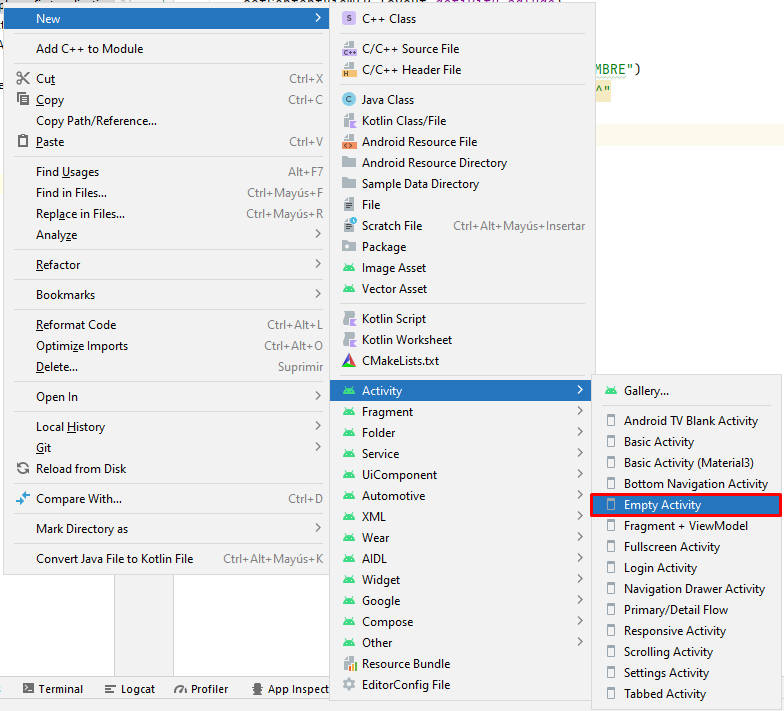 New
Add C++ to Module
Cut Ctrl+X
Copy Ctrl+C
Copy Path/Reference...
Paste Ctrl+V
Find Usages Alt+F7
Find in Files... Ctrl+Mayús+F
Replace in Files... Ctrl+Mayús+R
Analyze
Refactor
Bookmarks
Reformat Code Ctrl+Alt+L
Optimize Imports Ctrl+Alt+O
Delete... Suprimir
Open In
Local History
Git
Reload from Disk
Compare With... Ctrl+D
Mark Directory as
Convert Java File to Kotlin File Ctrl+Alt+Mayús+K
S C++ Class
C++ C/C++ Source File
H C/C++ Header File
C Java Class
Kotlin Class/File
Android Resource File
Android Resource Directory
Sample Data Directory
File
Scratch File Ctrl+Alt+Mayús+Insertar
Package
Image Asset
Vector Asset
Kotlin Script
Kotlin Worksheet
CMakeLists.txt
Activity
Fragment
Folder
Service
UiComponent
Automotive
XML
Wear
AIDL
Widget
Google
Compose
Other
Resource Bundle
EditorConfig File
MBRE")
^"
Gallery...
Android TV Blank Activity
Basic Activity
Basic Activity (Material3)
Bottom Navigation Activity
Empty Activity
Fragment + ViewModel
Fullscreen Activity
Login Activity
Navigation Drawer Activity
Primary/Detail Flow
Responsive Activity
Scrolling Activity
Settings Activity
Tabbed Activity
Terminal Logcat Profiler App Inspect